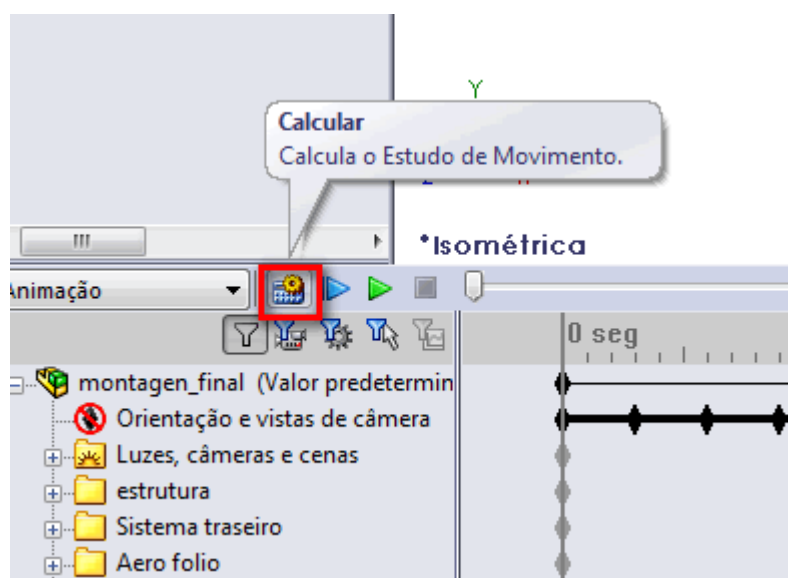 Y
Calcular
Calcula o Estudo de Movimento.
*Isométrica
Animação
0 seg
montagen_final (Valor predetermin
Orientação e vistas de câmera
Luzes, câmeras e cenas
estrutura
Sistema traseiro
Aero folio